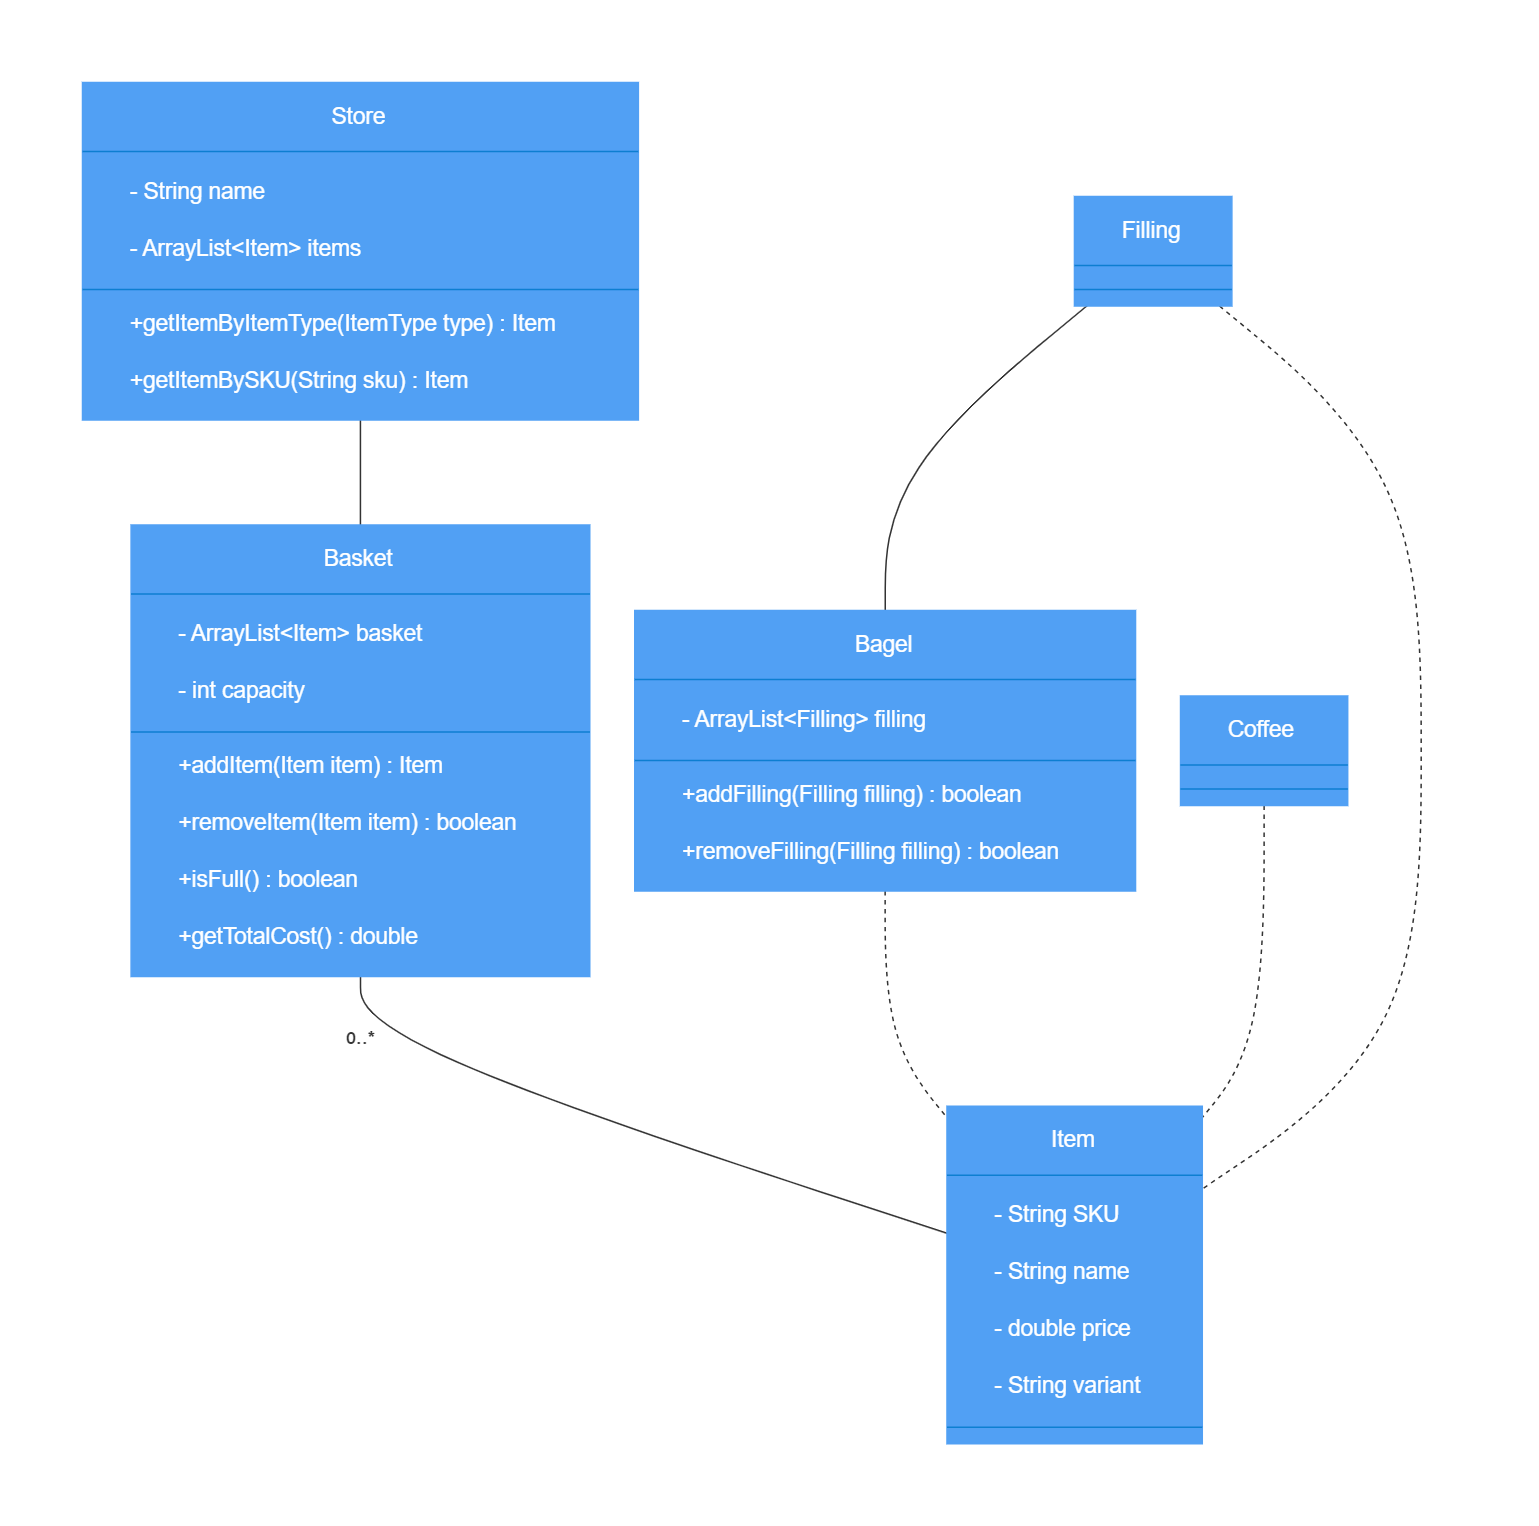 Store
- String name
- ArrayList<Item> items
+getItemByItemType(ItemType type) : Item
+getItemBySKU(String sku) : Item
Filling
Basket
- ArrayList<Item> basket
- int capacity
+addItem(Item item) : Item
+removeItem(Item item) : boolean
+isFull() : boolean
+getTotalCost() : double
0..*
Bagel
- ArrayList<Filling> filling
+addFilling(Filling filling) : boolean
+removeFilling(Filling filling) : boolean
Coffee
Item
- String SKU
- String name
- double price
- String variant